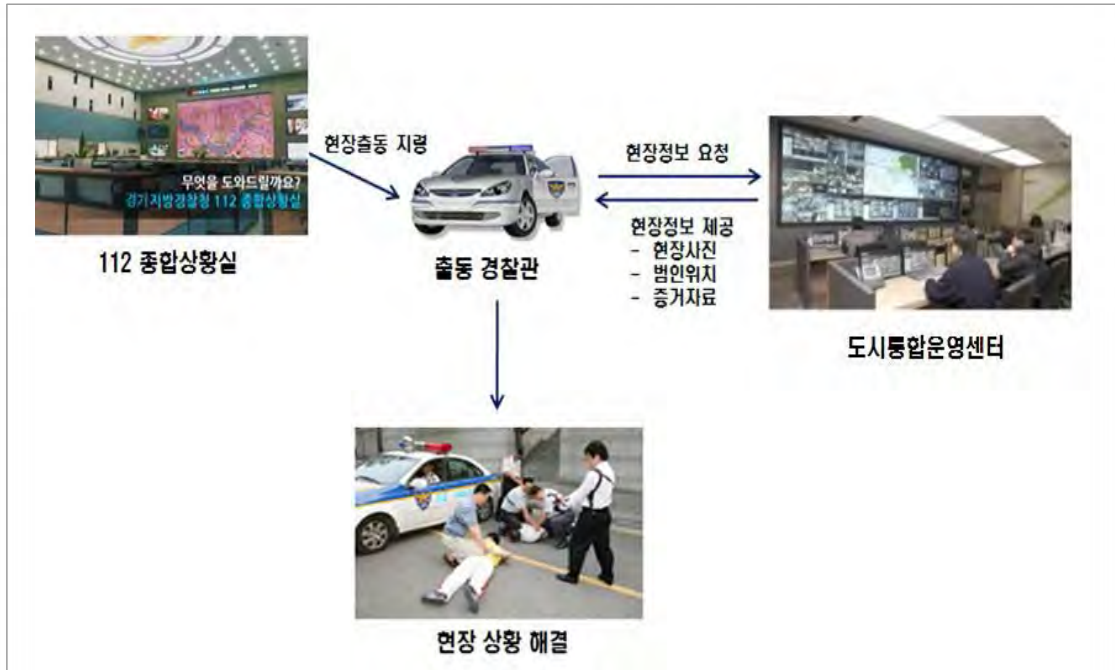 무엇을 도와드릴까요?
경기지방경찰청 112 종합상황실
112 종합상황실
현장출동 지령
출동 경찰관
현장정보 요청
현장정보 제공
- 현장사진
- 범인위치
- 증거자료
도시통합운영센터
현장 상황 해결